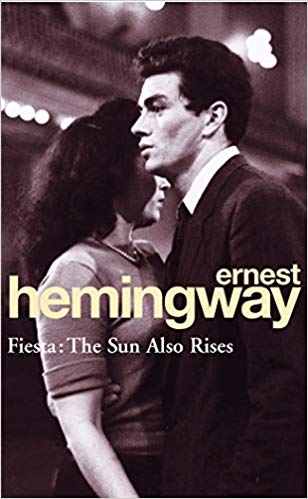 ernest
hemingway
Fiesta: The Sun Also Rises